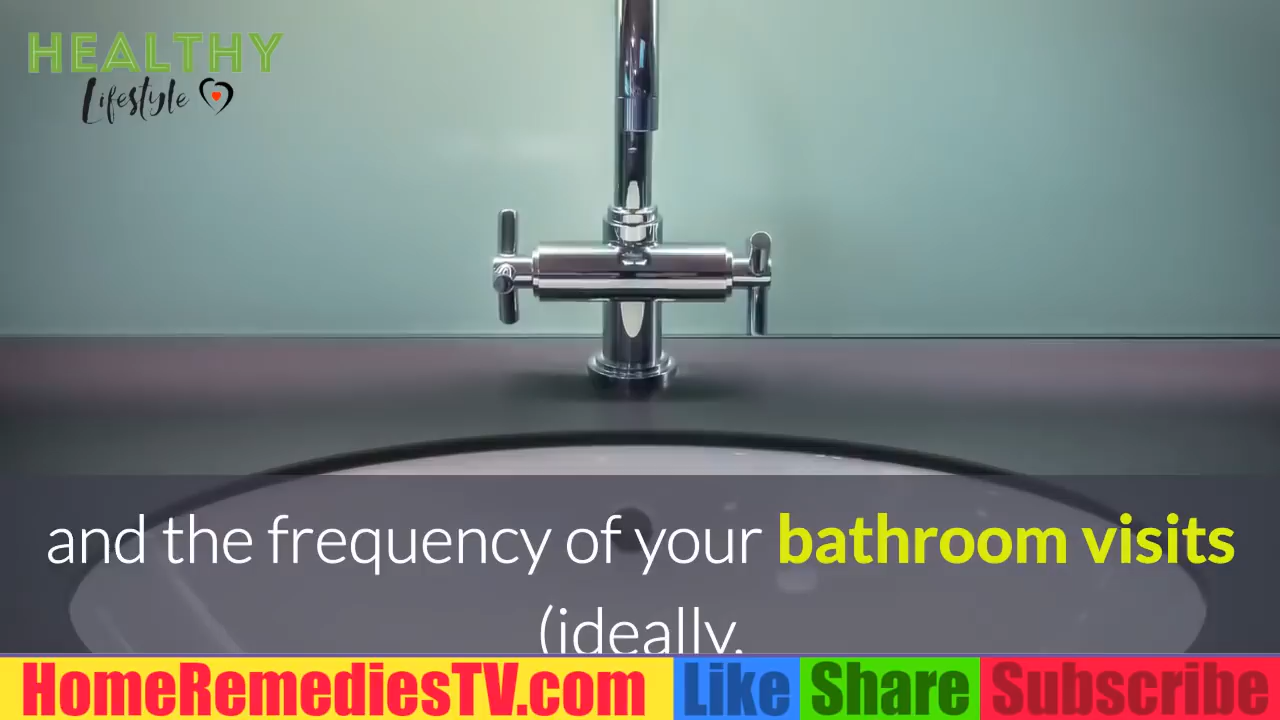 HEALTHY
Lifestyle
and the frequency of your bathroom visits
(ideally,
HomeRemediesTV.com Like Share Subscribe